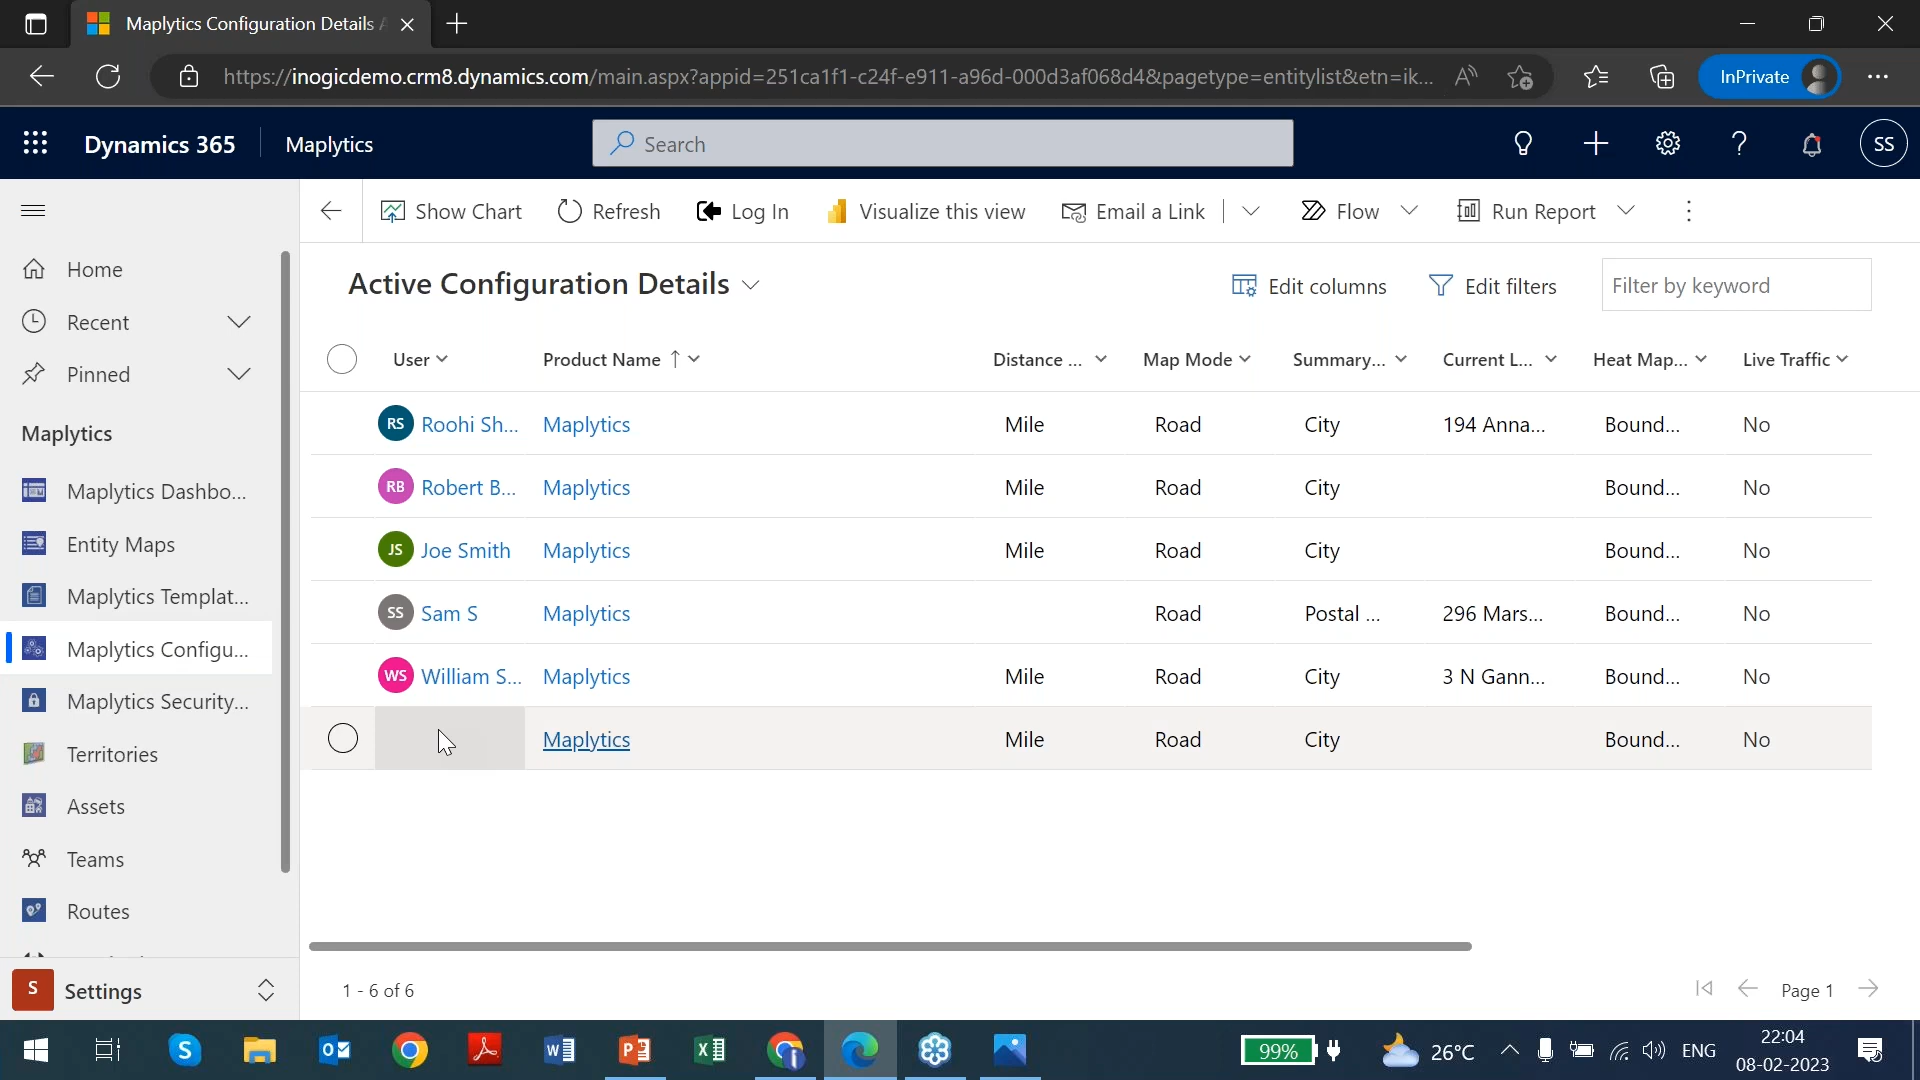 Maplytics Configuration Details A
https://inogicdemo.crm8.dynamics.com/main.aspx?appid=251ca1f1-c24f-e911-a96d-000d3af068d4&pagetype=entitylist&etn=ik...
InPrivate
Dynamics 365
Maplytics
Search
SS
Show Chart
Refresh
Log In
Visualize this view
Email a Link
Flow
Run Report
Home
Recent
Pinned
Maplytics
Maplytics Dashbo...
Entity Maps
Maplytics Templat...
Maplytics Configu...
Maplytics Security...
Territories
Assets
Teams
Routes
S Settings
Active Configuration Details
Edit columns
Edit filters
Filter by keyword
User Product Name ↑ Distance ... Map Mode Summary... Current L... Heat Map... Live Traffic
RS Roohi Sh... Maplytics Mile Road City 194 Anna... Bound... No
RB Robert B... Maplytics Mile Road City Bound... No
JS Joe Smith Maplytics Mile Road City Bound... No
SS Sam S Maplytics Road Postal ... 296 Mars... Bound... No
WS William S... Maplytics Mile Road City 3 N Gann... Bound... No
Maplytics Mile Road City Bound... No
1 - 6 of 6
Page 1
99%
26°C
ENG
22:04
08-02-2023